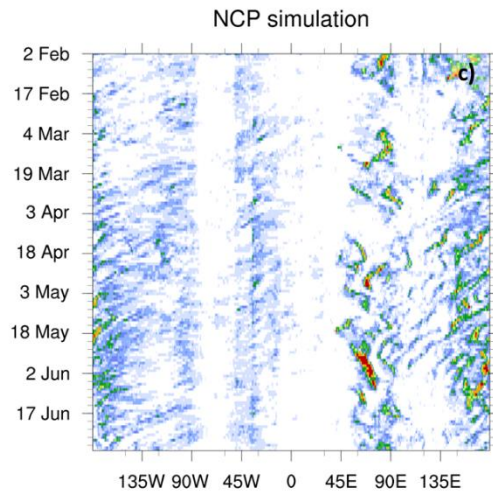 NCP simulation
c)
2 Feb
17 Feb
4 Mar
19 Mar
3 Apr
18 Apr
3 May
18 May
2 Jun
17 Jun
135W 90W 45W 0 45E 90E 135E